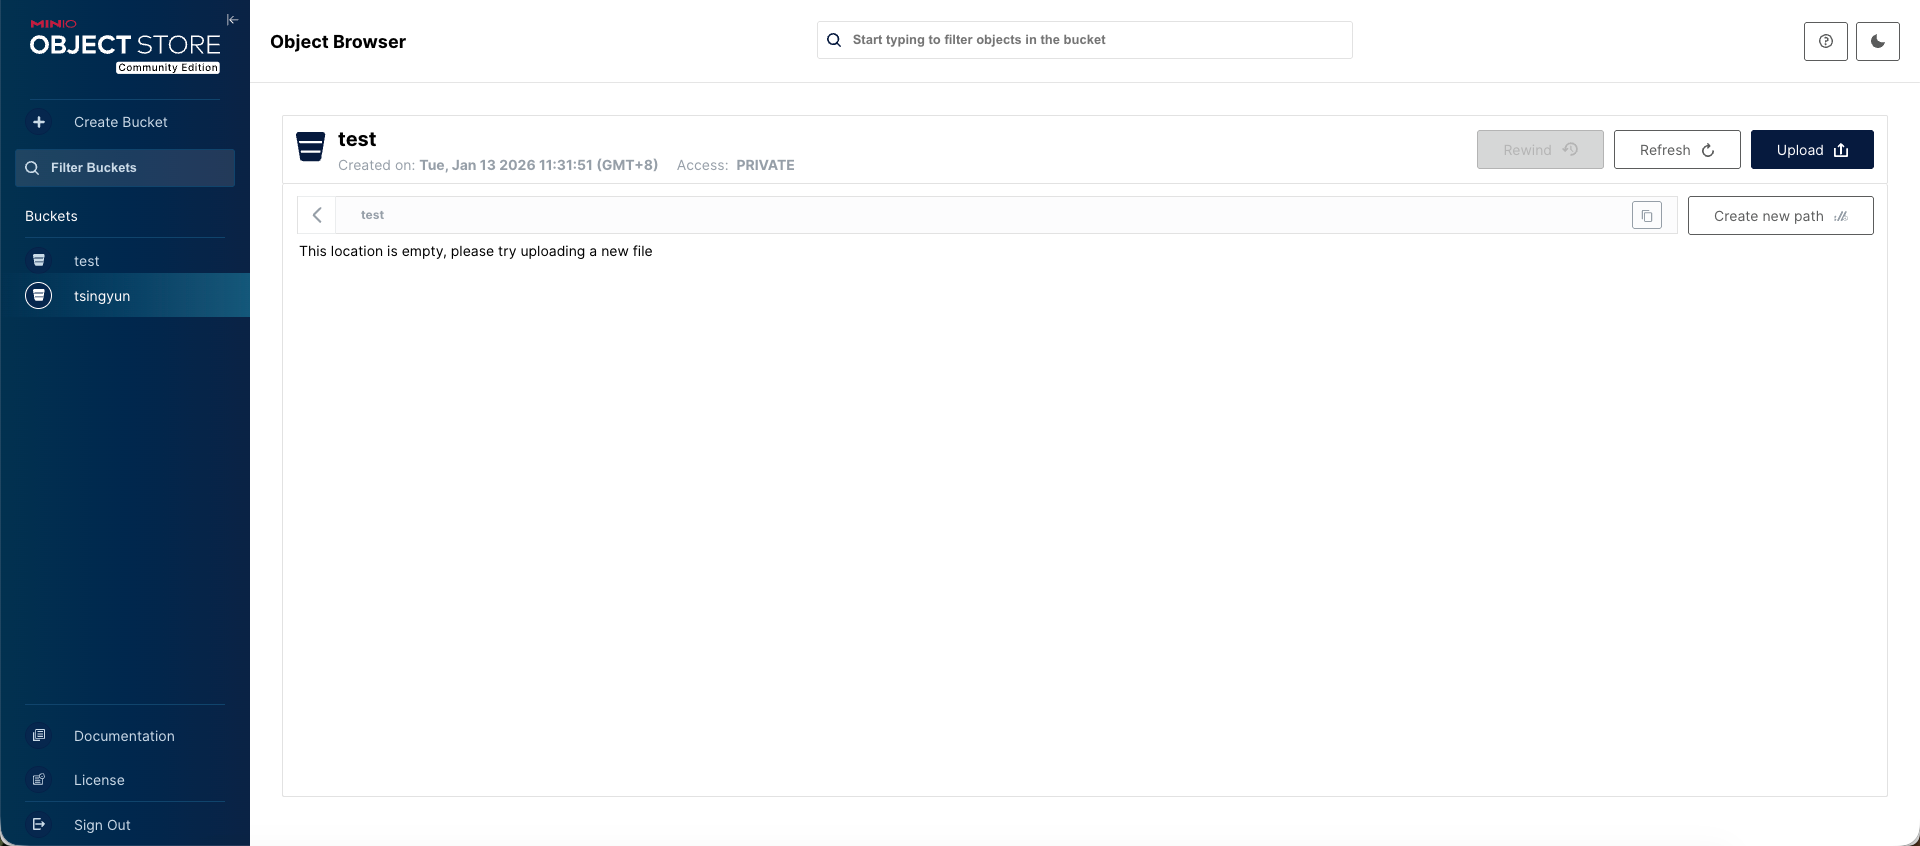 MINIO
OBJECT STORE
Community Edition
Create Bucket
Filter Buckets
Buckets
test
tsingyun
Documentation
License
Sign Out
Object Browser
Start typing to filter objects in the bucket
test
Created on: Tue, Jan 13 2026 11:31:51 (GMT+8) Access: PRIVATE
Rewind
Refresh
Upload
test
Create new path
This location is empty, please try uploading a new file